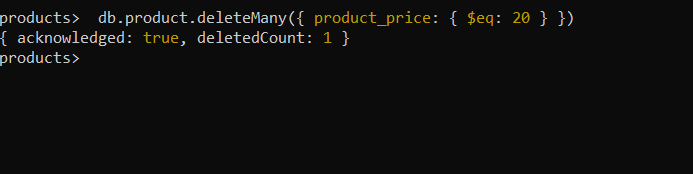 products>  db.product.deleteMany({ product_price: { $eq: 20 } })
{ acknowledged: true, deletedCount: 1 }
products>